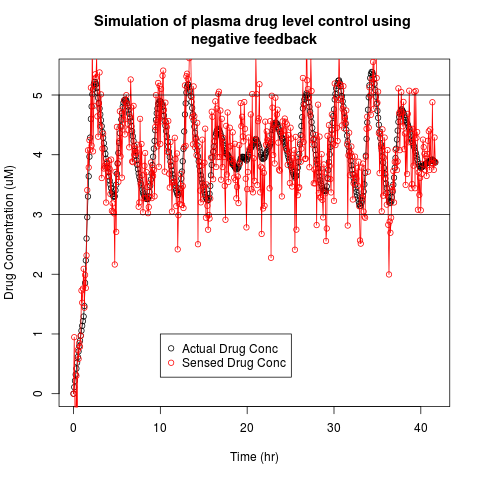 Simulation of plasma drug level control using
negative feedback
Drug Concentration (uM)
5
4
3
2
1
0
Actual Drug Conc
Sensed Drug Conc
0 10 20 30 40
Time (hr)